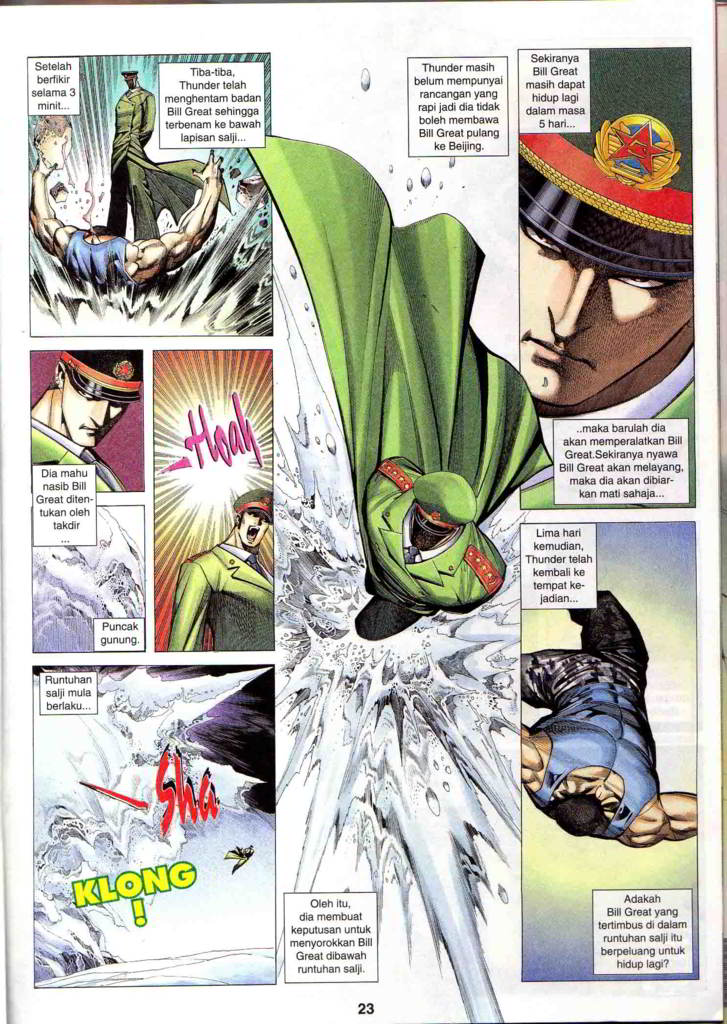 Setelah
berfikir
selama 3
minit...
Tiba-tiba,
Thunder telah
menghentam badan
Bill Great sehingga
terbenam ke bawah
lapisan salji...
Dia mahu
nasib Bill
Great diten-
tukan oleh
takdir
...
Hoah
Puncak
gunung.
Runtuhan
salji mula
berlaku...
Sha
KLONG
!
Thunder masih
belum mempunyai
rancangan yang
rapi jadi dia tidak
boleh membawa
Bill Great pulang
ke Beijing.
Oleh itu,
dia membuat
keputusan untuk
menyorokkan Bill
Great dibawah
runtuhan salji.
Sekiranya
Bill Great
masih dapat
hidup lagi
dalam masa
5 hari...
..maka barulah dia
akan memperalatkan Bill
Great.Sekiranya nyawa
Bill Great akan melayang,
maka dia akan dibiar-
kan mati sahaja...
Lima hari
kemudian,
Thunder telah
kembali ke
tempat ke-
jadian...
Adakah
Bill Great yang
tertimbus di dalam
runtuhan salji itu
berpeluang untuk
hidup lagi?
23